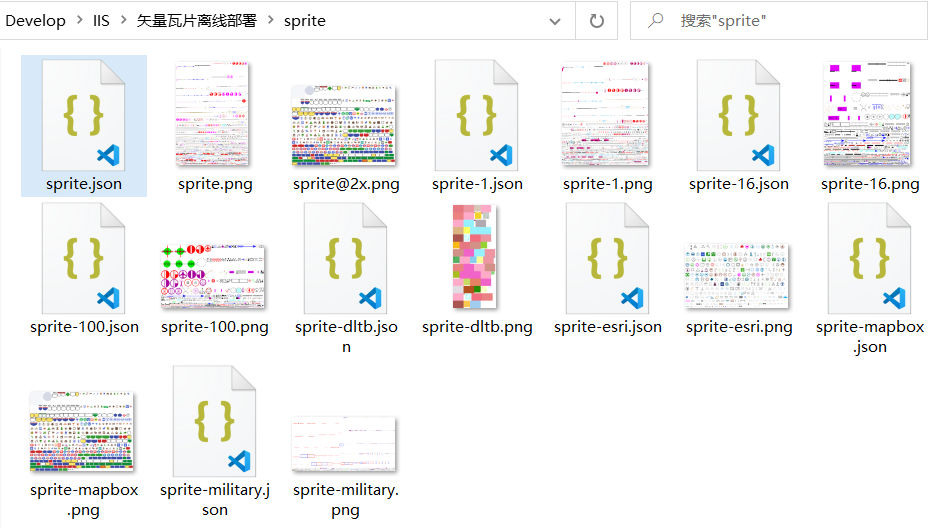 Develop > IIS > 矢量瓦片离线部署 > sprite
搜索"sprite"
sprite.json
sprite.png
sprite@2x.png
sprite-1.json
sprite-1.png
sprite-16.json
sprite-16.png
sprite-100.json
sprite-100.png
sprite-dltb.jso
n
sprite-dltb.png
sprite-esri.json
sprite-esri.png
sprite-mapbox
.json
sprite-mapbox
.png
sprite-military.j
son
sprite-military.
png